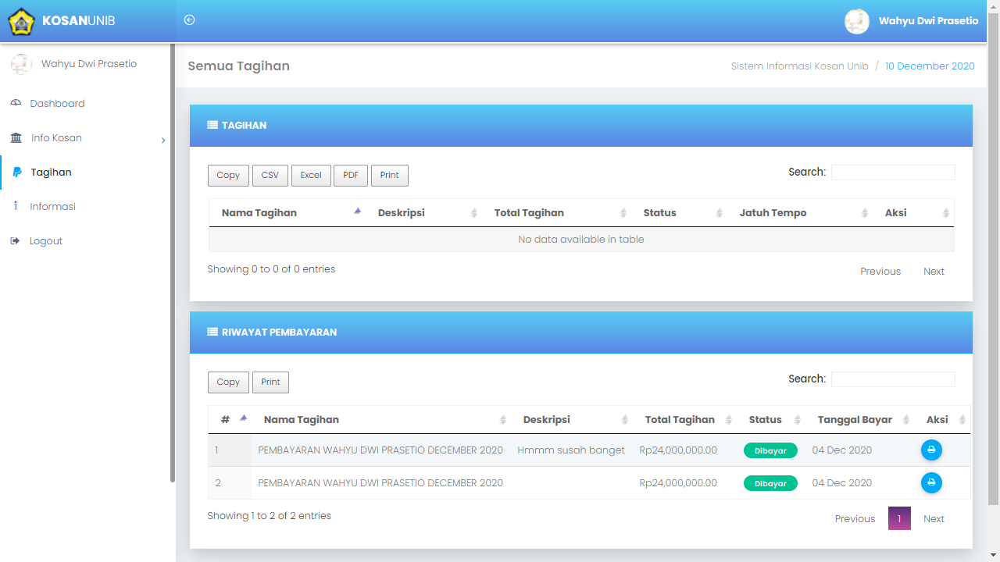 KOSANUNIB
Wahyu Dwi Prasetio
Wahyu Dwi Prasetio
Dashboard
Info Kosan
Tagihan
Informasi
Logout
Semua Tagihan
Sistem Informasi Kosan Unib / 10 December 2020
TAGIHAN
Copy CSV Excel PDF Print Search:
Nama Tagihan Deskripsi Total Tagihan Status Jatuh Tempo Aksi
No data available in table
Showing 0 to 0 of 0 entries
Previous Next
RIWAYAT PEMBAYARAN
Copy Print Search:
# Nama Tagihan Deskripsi Total Tagihan Status Tanggal Bayar Aksi
1 PEMBAYARAN WAHYU DWI PRASETIO DECEMBER 2020 Hmmm susah banget Rp24,000,000.00 Dibayar 04 Dec 2020
2 PEMBAYARAN WAHYU DWI PRASETIO DECEMBER 2020 Rp24,000,000.00 Dibayar 04 Dec 2020
Showing 1 to 2 of 2 entries
Previous 1 Next